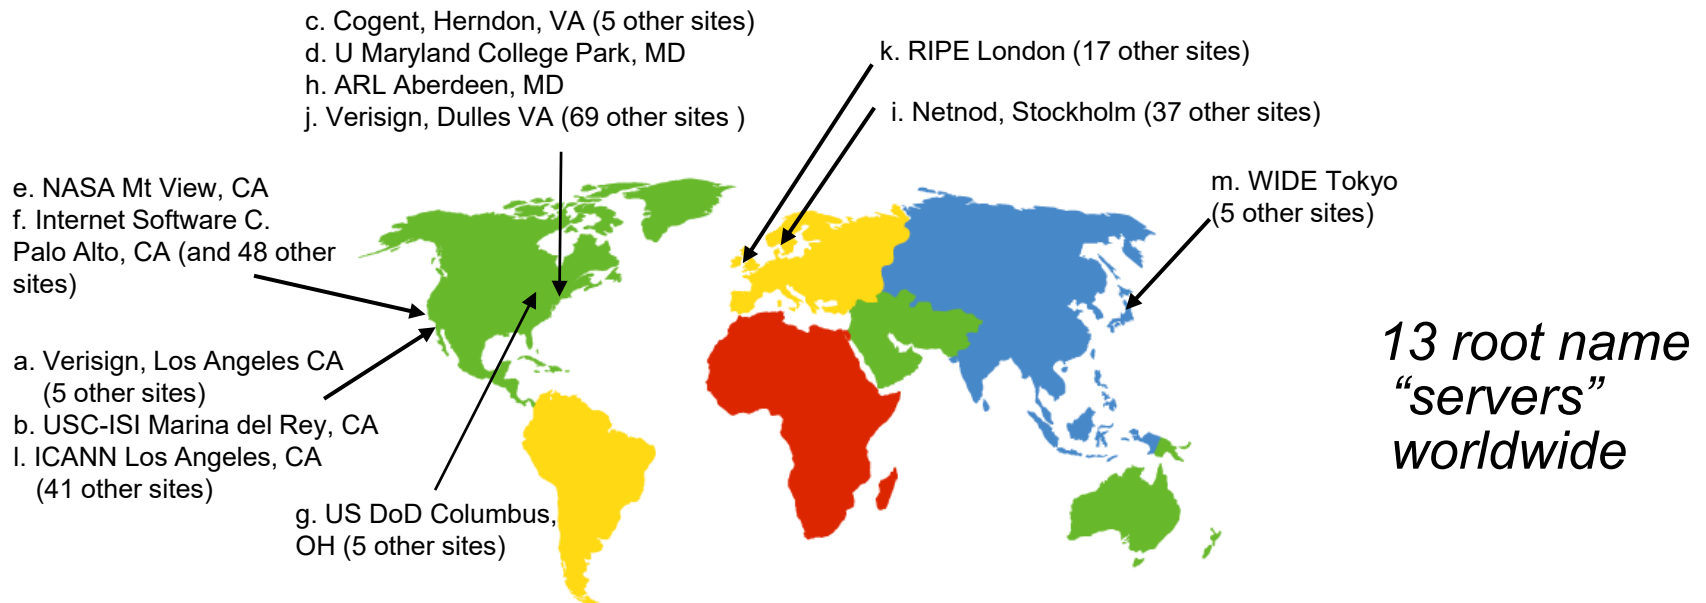 c. Cogent, Herndon, VA (5 other sites)
d. U Maryland College Park, MD
h. ARL Aberdeen, MD
j. Verisign, Dulles VA (69 other sites )
k. RIPE London (17 other sites)
i. Netnod, Stockholm (37 other sites)
m. WIDE Tokyo
(5 other sites)
e. NASA Mt View, CA
f. Internet Software C.
Palo Alto, CA (and 48 other
sites)
a. Verisign, Los Angeles CA
(5 other sites)
b. USC-ISI Marina del Rey, CA
l. ICANN Los Angeles, CA
(41 other sites)
g. US DoD Columbus,
OH (5 other sites)
13 root name
“servers”
worldwide